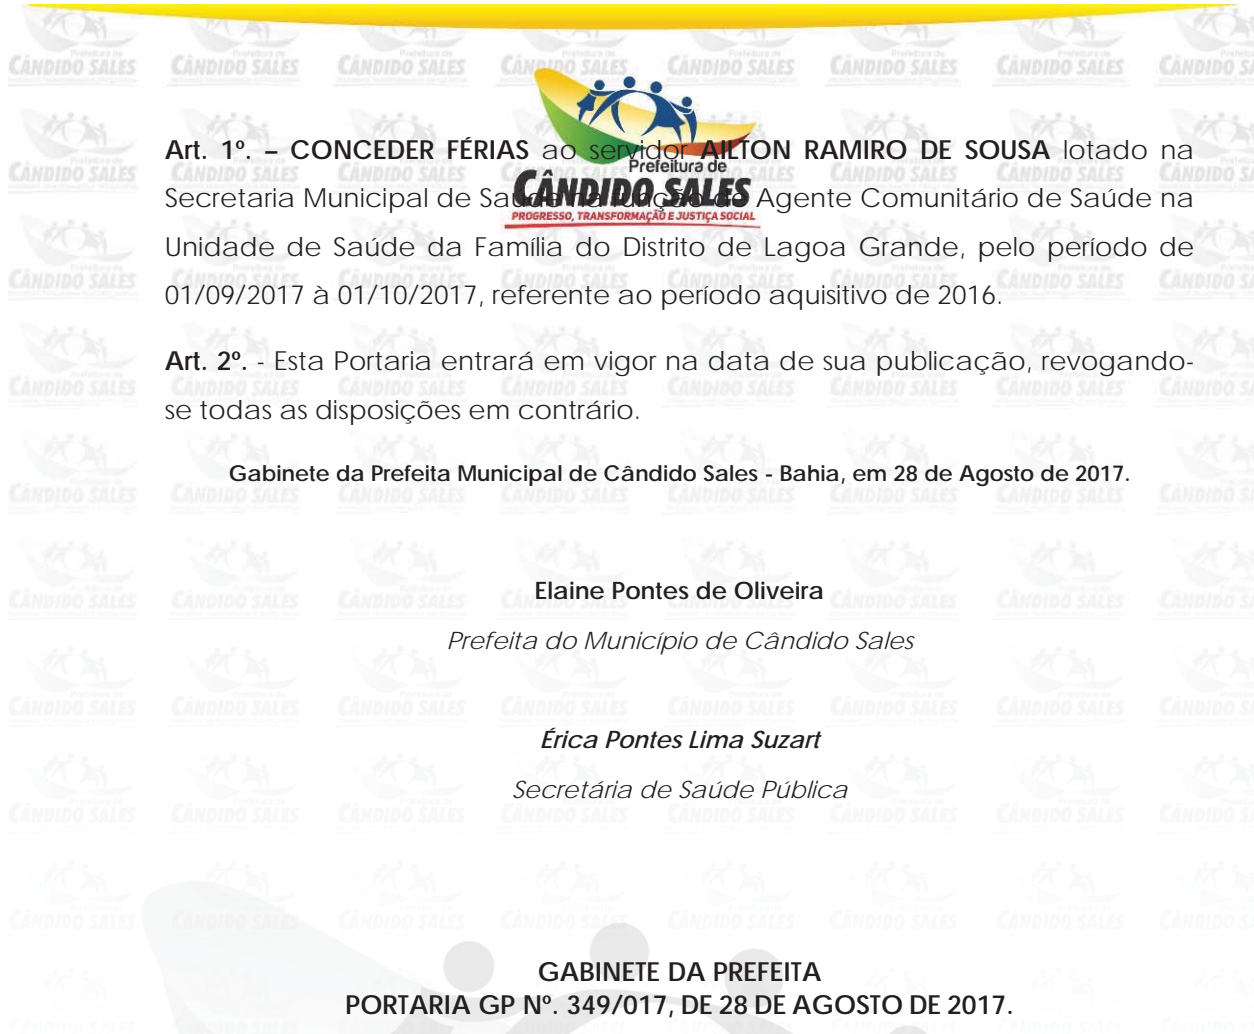 Prefeitura de
CÂNDIDO SALES
PROGRESSO, TRANSFORMAÇÃO E JUSTIÇA SOCIAL
Art. 1º. – CONCEDER FÉRIAS ao servidor AILTON RAMIRO DE SOUSA lotado na
Secretaria Municipal de Saúde na função de Agente Comunitário de Saúde na
Unidade de Saúde da Família do Distrito de Lagoa Grande, pelo período de
01/09/2017 à 01/10/2017, referente ao período aquisitivo de 2016.
Art. 2º. - Esta Portaria entrará em vigor na data de sua publicação, revogando-
se todas as disposições em contrário.
Gabinete da Prefeita Municipal de Cândido Sales - Bahia, em 28 de Agosto de 2017.
Elaine Pontes de Oliveira
Prefeita do Município de Cândido Sales
Érica Pontes Lima Suzart
Secretária de Saúde Pública
GABINETE DA PREFEITA
PORTARIA GP Nº. 349/017, DE 28 DE AGOSTO DE 2017.